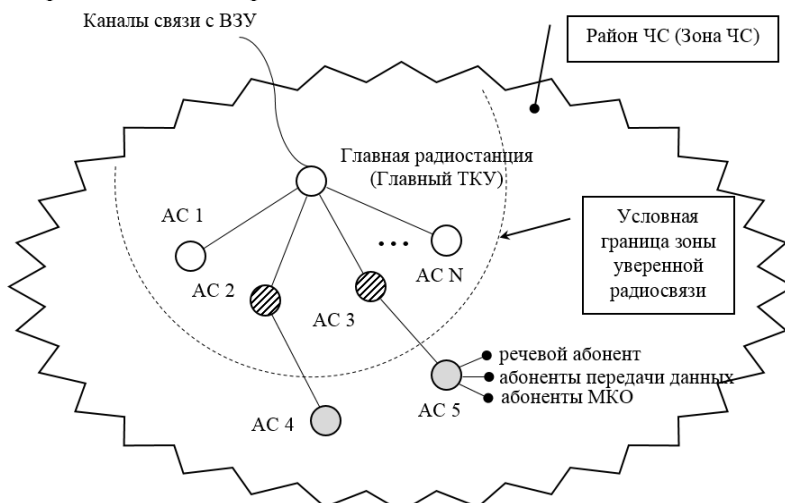 Каналы связи с ВЗУ
Район ЧС (Зона ЧС)
Главная радиостанция
(Главный ТКУ)
АС 1
...
АС N
АС 2
АС 3
Условная
граница зоны
уверенной
радиосвязи
речевой абонент
абоненты передачи данных
абоненты МКО
АС 4
АС 5